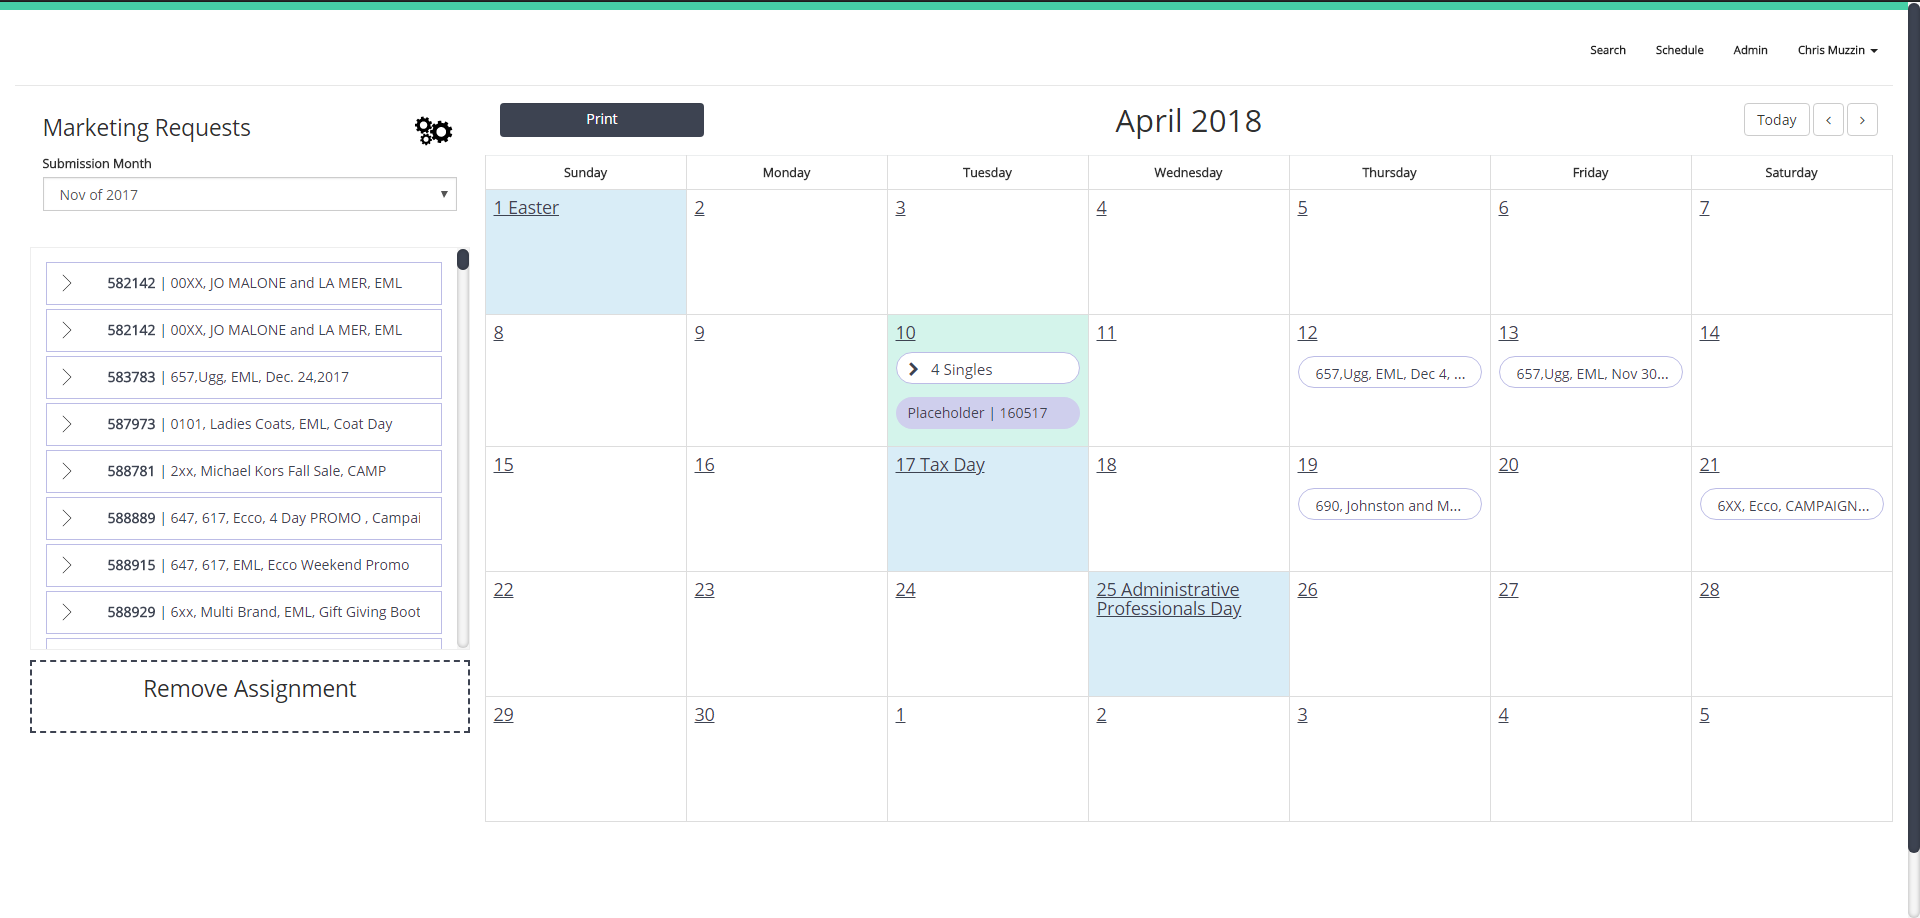 Search Schedule Admin Chris Muzzin
Marketing Requests
Submission Month
Nov of 2017
582142 | 00XX, JO MALONE and LA MER, EML
582142 | 00XX, JO MALONE and LA MER, EML
583783 | 657,Ugg, EML, Dec. 24,2017
587973 | 0101, Ladies Coats, EML, Coat Day
588781 | 2xx, Michael Kors Fall Sale, CAMP
588889 | 647, 617, Ecco, 4 Day PROMO , Campai
588915 | 647, 617, EML, Ecco Weekend Promo
588929 | 6xx, Multi Brand, EML, Gift Giving Boot
Remove Assignment
Print
April 2018
Today < >
Sunday Monday Tuesday Wednesday Thursday Friday Saturday
1 Easter 2 3 4 5 6 7
8 9 10 11 12 13 14
4 Singles
Placeholder | 160517
657,Ugg, EML, Dec 4, ...
657,Ugg, EML, Nov 30...
15 16 17 Tax Day 18 19 20 21
690, Johnston and M...
6XX, Ecco, CAMPAIGN...
22 23 24 25 Administrative 26 27 28
Professionals Day
29 30 1 2 3 4 5